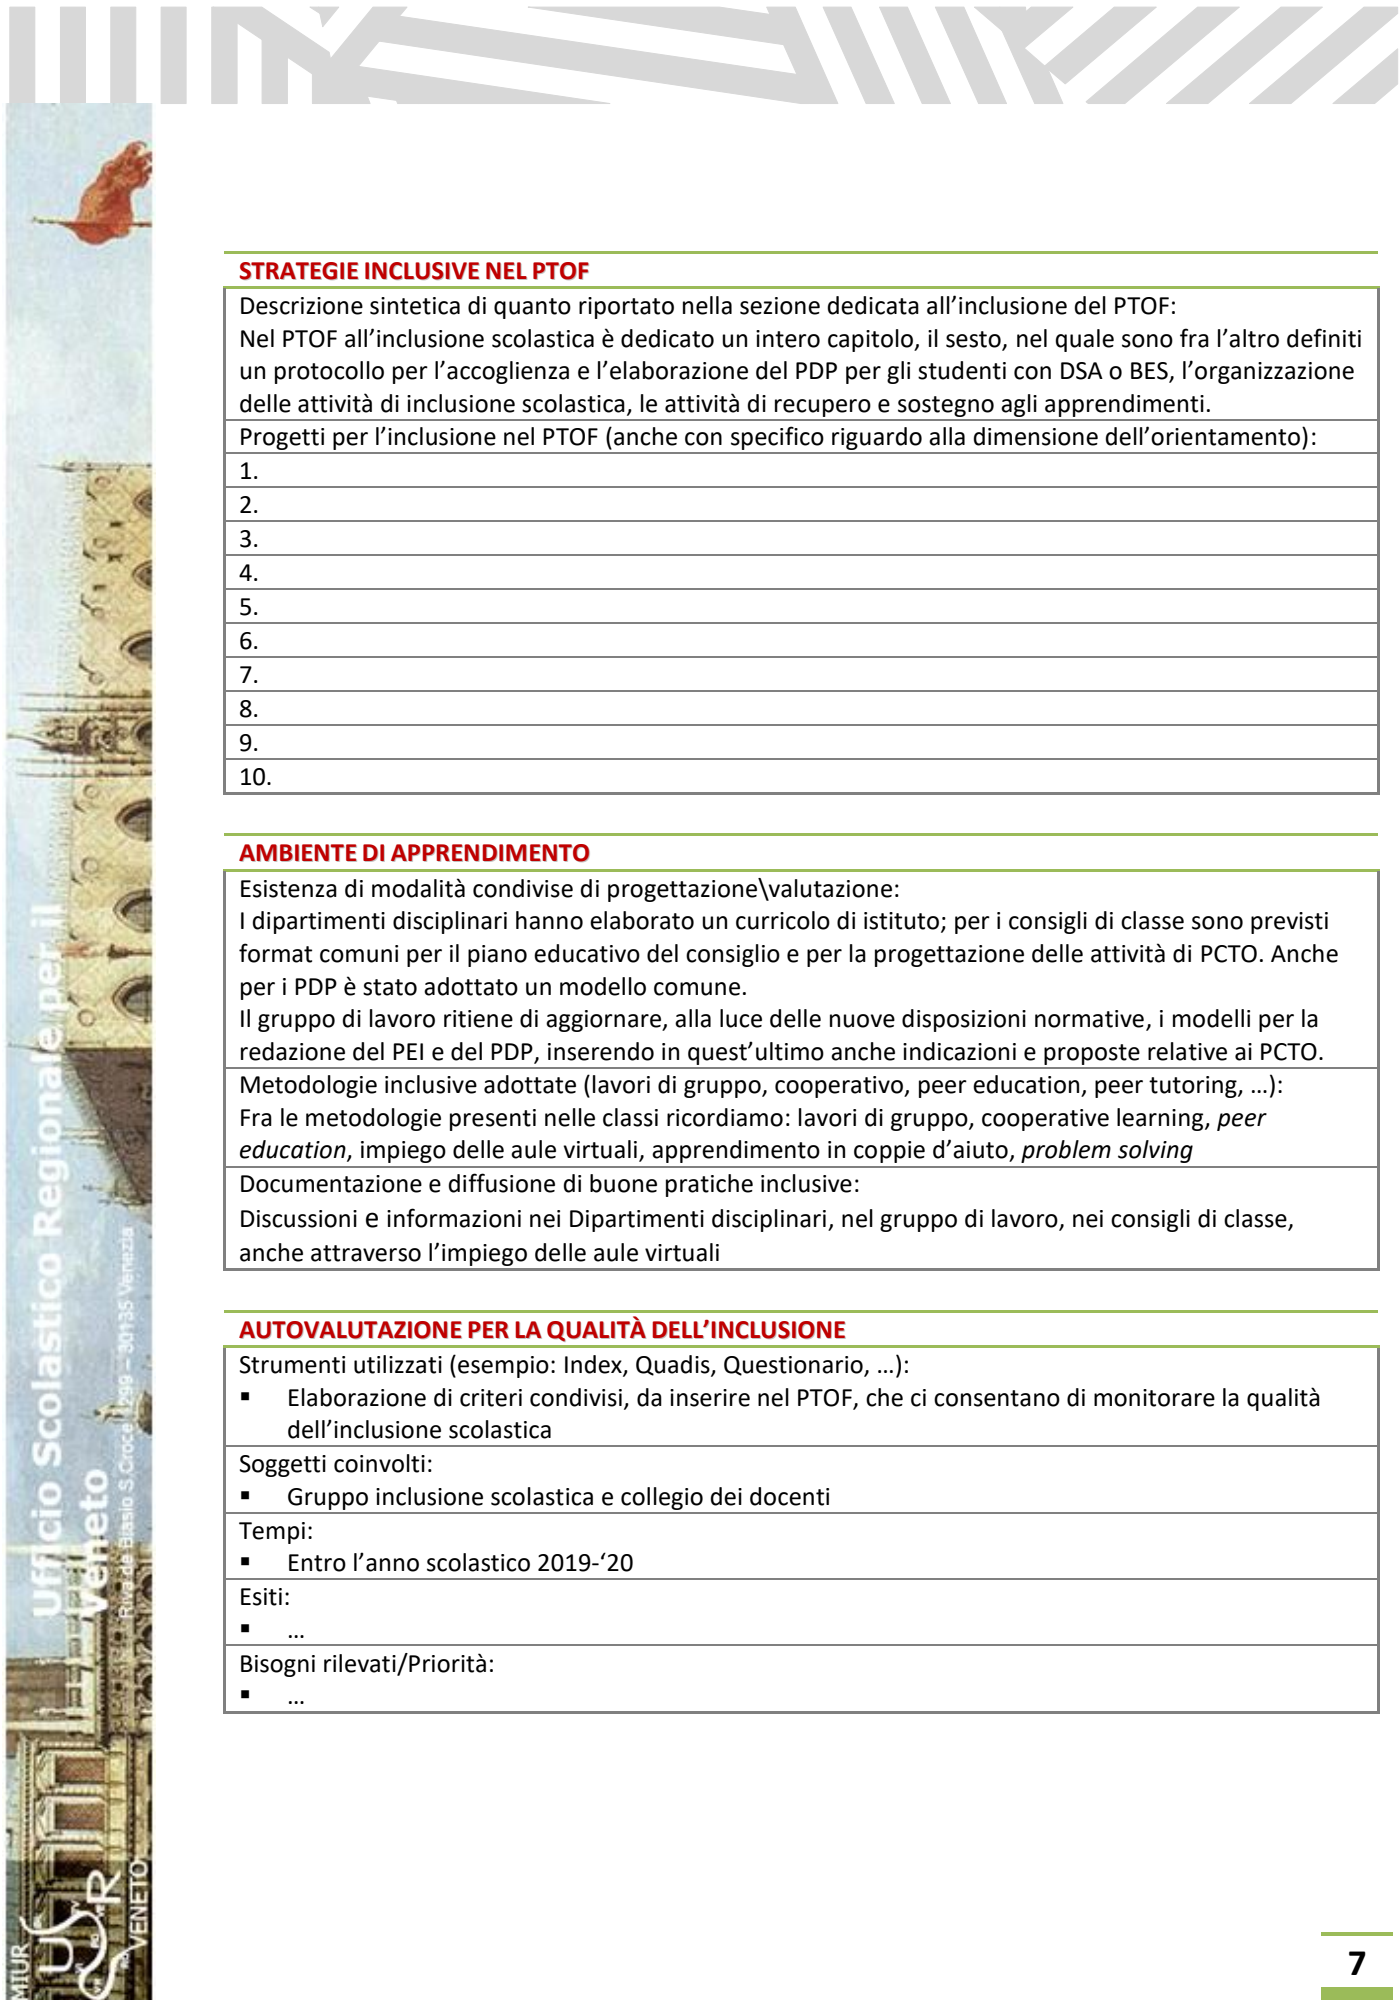 STRATEGIE INCLUSIVE NEL PTOF
Descrizione sintetica di quanto riportato nella sezione dedicata all’inclusione del PTOF:
Nel PTOF all’inclusione scolastica è dedicato un intero capitolo, il sesto, nel quale sono fra l’altro definiti
un protocollo per l’accoglienza e l’elaborazione del PDP per gli studenti con DSA o BES, l’organizzazione
delle attività di inclusione scolastica, le attività di recupero e sostegno agli apprendimenti.
Progetti per l’inclusione nel PTOF (anche con specifico riguardo alla dimensione dell’orientamento):
1.
2.
3.
4.
5.
6.
7.
8.
9.
10.
AMBIENTE DI APPRENDIMENTO
Esistenza di modalità condivise di progettazione\valutazione:
I dipartimenti disciplinari hanno elaborato un curricolo di istituto; per i consigli di classe sono previsti
format comuni per il piano educativo del consiglio e per la progettazione delle attività di PCTO. Anche
per i PDP è stato adottato un modello comune.
Il gruppo di lavoro ritiene di aggiornare, alla luce delle nuove disposizioni normative, i modelli per la
redazione del PEI e del PDP, inserendo in quest’ultimo anche indicazioni e proposte relative ai PCTO.
Metodologie inclusive adottate (lavori di gruppo, cooperativo, peer education, peer tutoring, …):
Fra le metodologie presenti nelle classi ricordiamo: lavori di gruppo, cooperative learning, peer
education, impiego delle aule virtuali, apprendimento in coppie d’aiuto, problem solving
Documentazione e diffusione di buone pratiche inclusive:
Discussioni e informazioni nei Dipartimenti disciplinari, nel gruppo di lavoro, nei consigli di classe,
anche attraverso l’impiego delle aule virtuali
AUTOVALUTAZIONE PER LA QUALITÀ DELL’INCLUSIONE
Strumenti utilizzati (esempio: Index, Quadis, Questionario, …):
▪ Elaborazione di criteri condivisi, da inserire nel PTOF, che ci consentano di monitorare la qualità
dell’inclusione scolastica
Soggetti coinvolti:
▪ Gruppo inclusione scolastica e collegio dei docenti
Tempi:
▪ Entro l’anno scolastico 2019-‘20
Esiti:
▪ …
Bisogni rilevati/Priorità:
▪ …
Ufficio Scolastico Regionale per il
Veneto
Riva de Biasio S.Croce 1299 – 30135 Venezia
MIUR
USR
VENETO
7